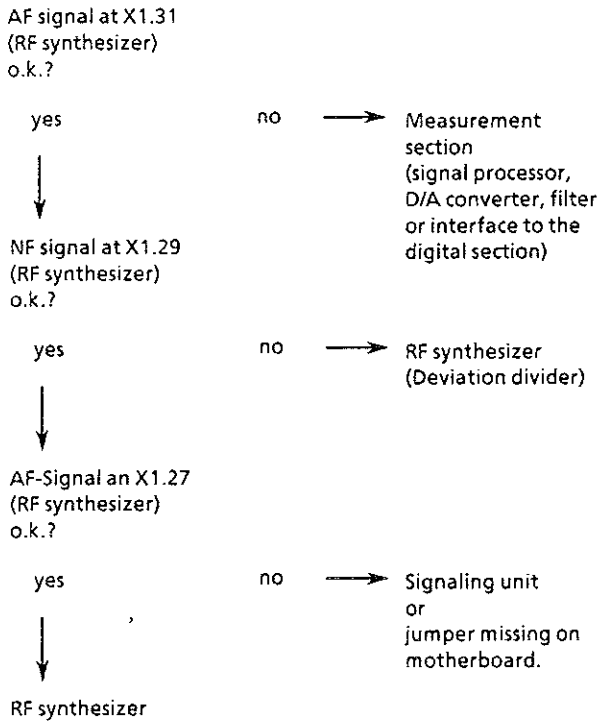 AF signal at X1.31
(RF synthesizer)
o.k.?
yes
no
Measurement
section
(signal processor,
D/A converter, filter
or interface to the
digital section)
NF signal at X1.29
(RF synthesizer)
o.k.?
yes
no
RF synthesizer
(Deviation divider)
AF-Signal an X1.27
(RF synthesizer)
o.k.?
yes
no
Signaling unit
or
jumper missing on
motherboard.
RF synthesizer